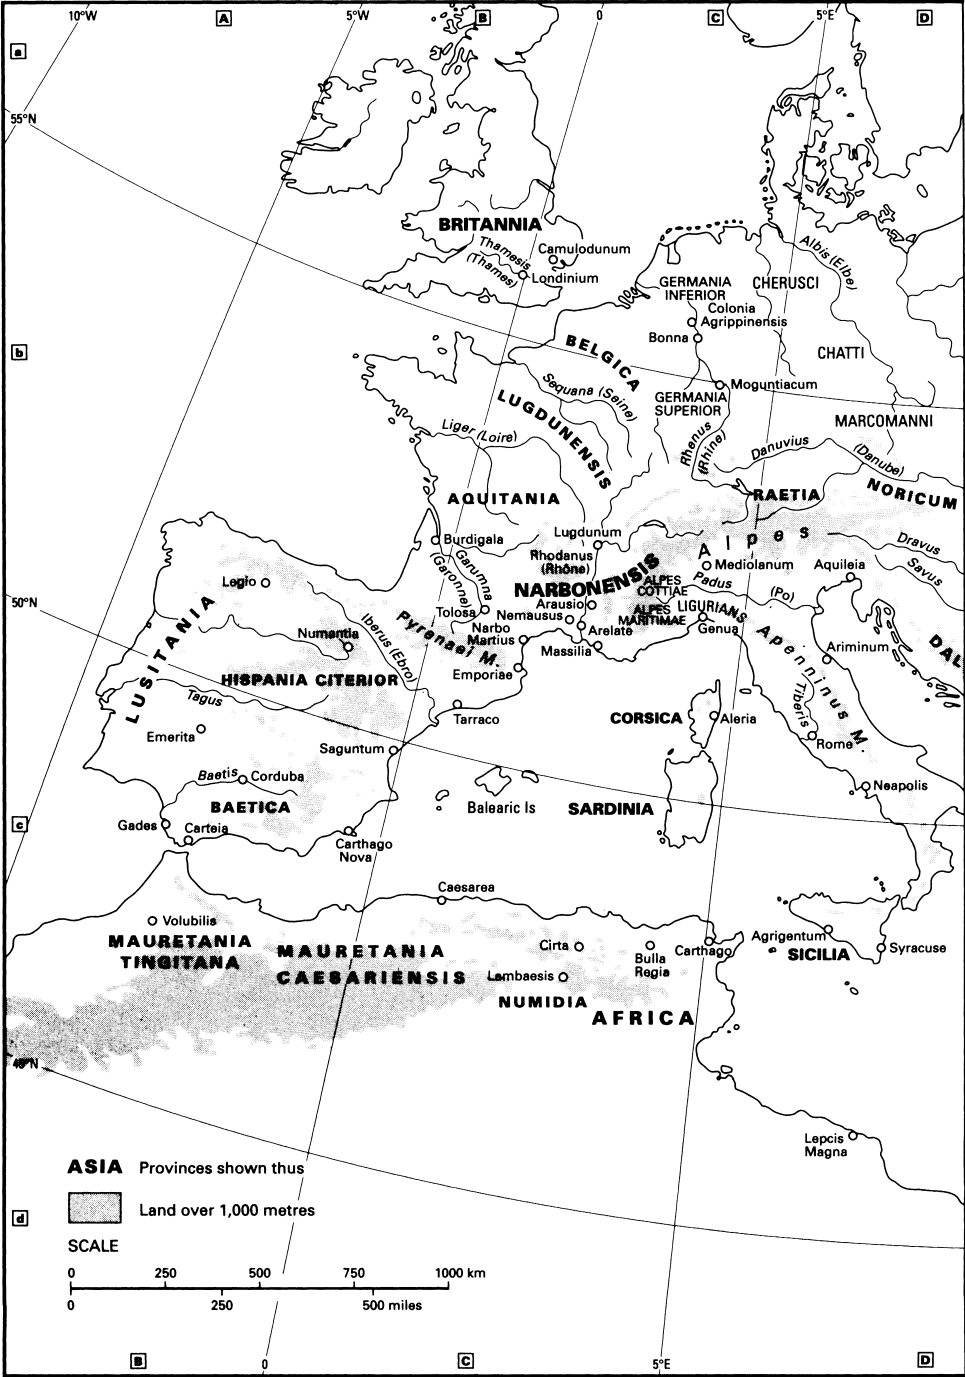 10°W
A
5°W
B
0
C
5°E
D
a
55°N
BRITANNIA
Thamesis
(Thames)
Camulodunum
Londinium
Albis (Elbe)
GERMANIA
INFERIOR
CHERUSCI
Colonia
Agrippinensis
Bonna
b
BELGICA
CHATTI
Sequana (Seine)
Moguntiacum
LUGDUNENSIS
GERMANIA
SUPERIOR
MARCOMANNI
Liger (Loire)
Rhenus
(Rhine)
Danuvius
(Danube)
AQUITANIA
RAETIA
NORICUM
Burdigala
Lugdunum
Alpes
Dravus
Savus
Rhodanus
(Rhône)
Garumna
(Garonne)
NARBONENSIS
Mediolanum
Aquileia
Legio
ALPES
COTTIAE
Padus
(Po)
50°N
LUSITANIA
Tolosa
Arausio
Nemausus
ALPES
MARITIMAE
LIGURIANS
Numantia
Iberus (Ebro)
Pyrenaei M.
Narbo
Martius
Arelate
Genua
Apenninus M.
DAL
Massilia
Ariminum
HISPANIA CITERIOR
Emporiae
Tiberis
Tagus
Tarraco
CORSICA
Aleria
Emerita
Saguntum
Rome
Baetis
Corduba
Balearic Is
SARDINIA
Neapolis
BAETICA
c
Gades
Carteia
Carthago
Nova
Caesarea
Volubilis
MAURETANIA
TINGITANA
MAURETANIA
CAESARIENSIS
Cirta
Bulla
Regia
Carthago
Agrigentum
SICILIA
Syracuse
Lambaesis
NUMIDIA
AFRICA
45°N
Lepcis
Magna
ASIA Provinces shown thus
Land over 1,000 metres
d
SCALE
0 250 500 750 1000 km
0 250 500 miles
B
0
C
5°E
D